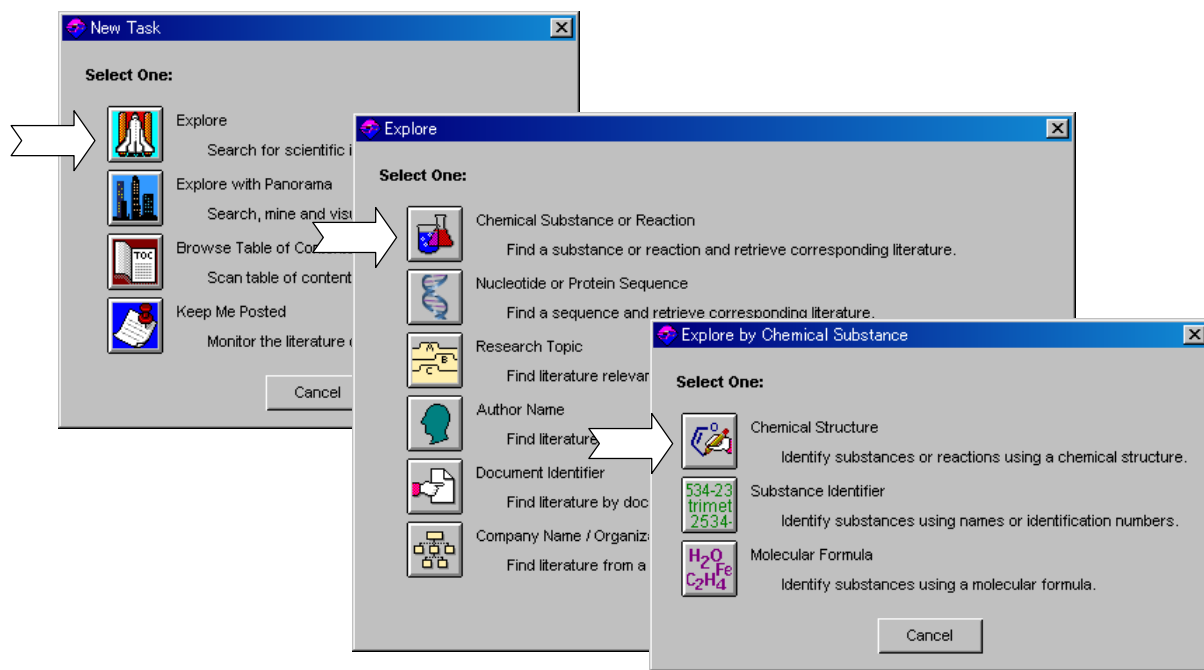 New Task
Select One:
Explore
Search for scientific i
Explore with Panorama
Search, mine and visu
Browse Table of Con
TOC
Scan table of content
Keep Me Posted
Monitor the literature
Cancel
Explore
Select One:
Chemical Substance or Reaction
Find a substance or reaction and retrieve corresponding literature.
Nucleotide or Protein Sequence
Find a sequence and retrieve corresponding literature.
A
B
C
Research Topic
Find literature relevar
Author Name
Find literature
Document Identifier
Find literature by doc
Company Name / Organiza
Find literature from a
Explore by Chemical Substance
Select One:
Chemical Structure
Identify substances or reactions using a chemical structure.
534-23
trimet
2534-
Substance Identifier
Identify substances using names or identification numbers.
H2O
Fe
C2H4
Molecular Formula
Identify substances using a molecular formula.
Cancel